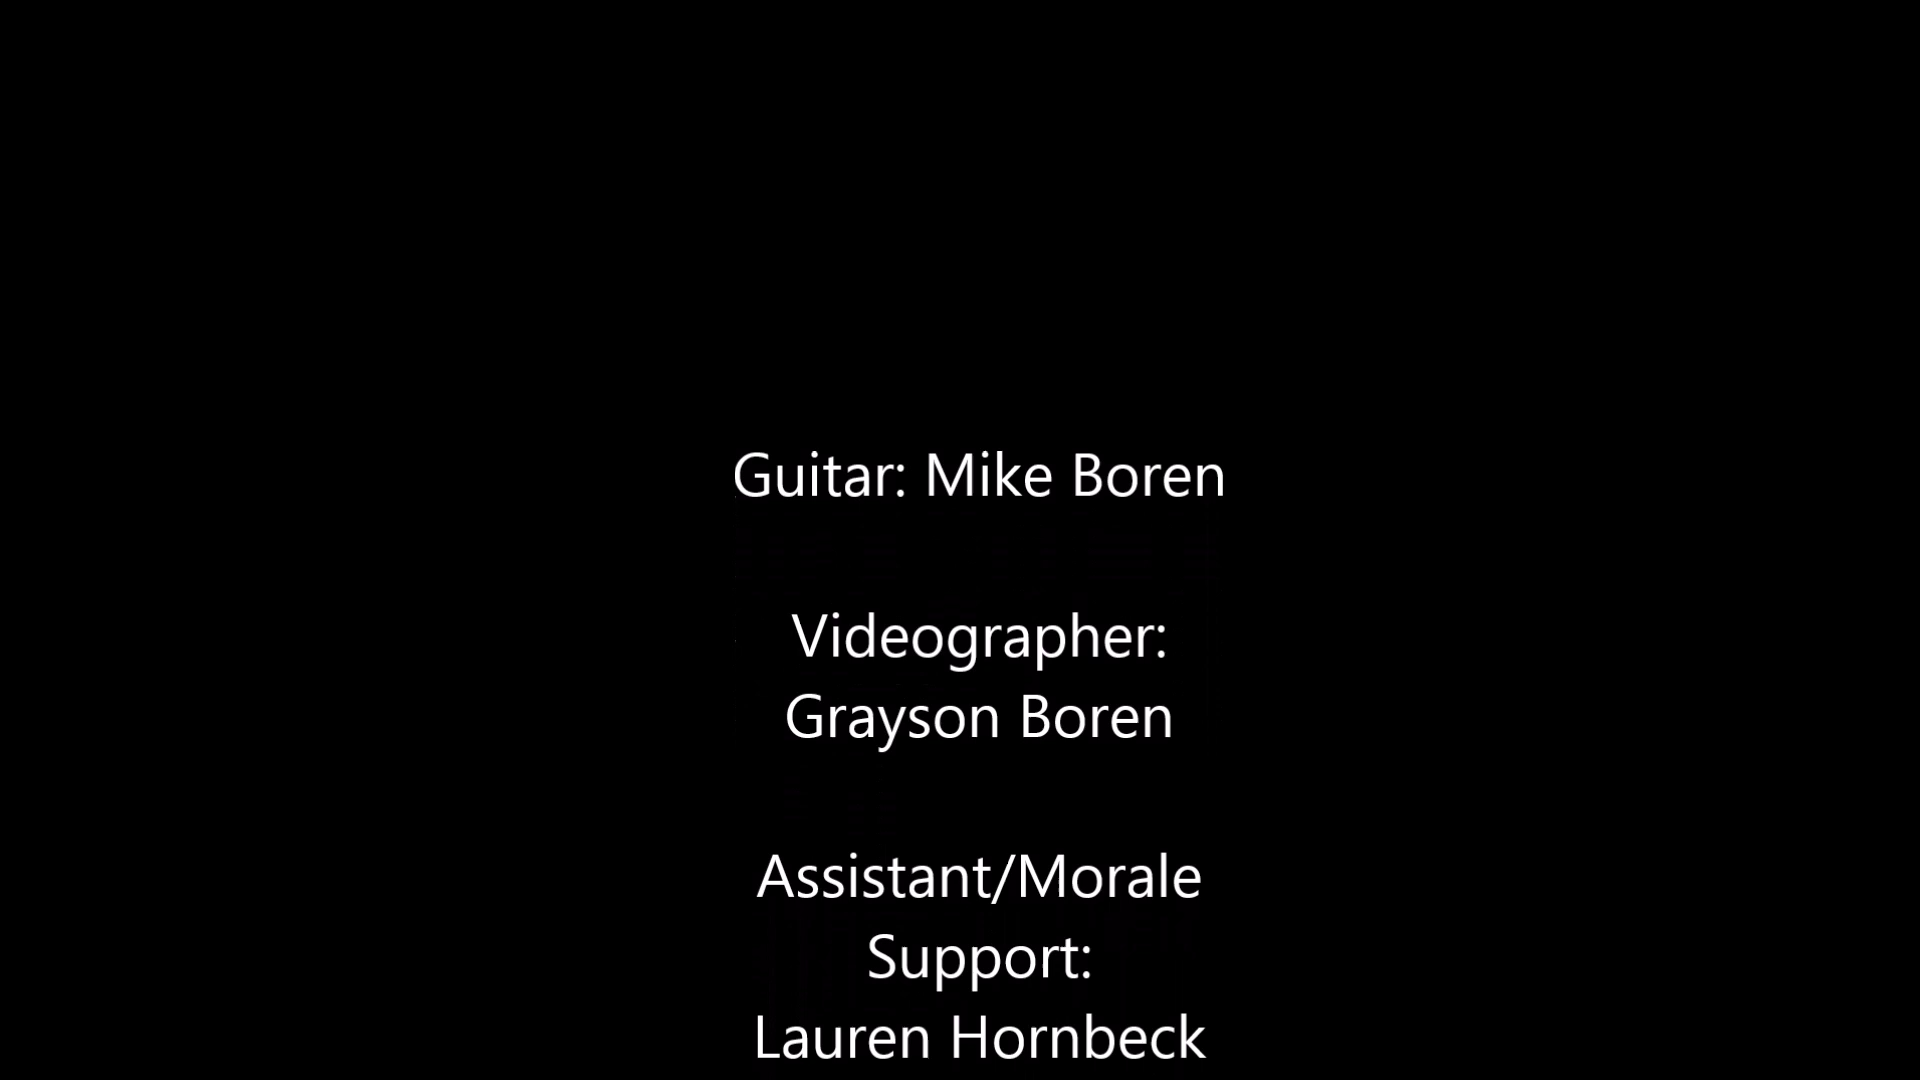 Guitar: Mike Boren
Videographer:
Grayson Boren
Assistant/Morale
Support:
Lauren Hornbeck